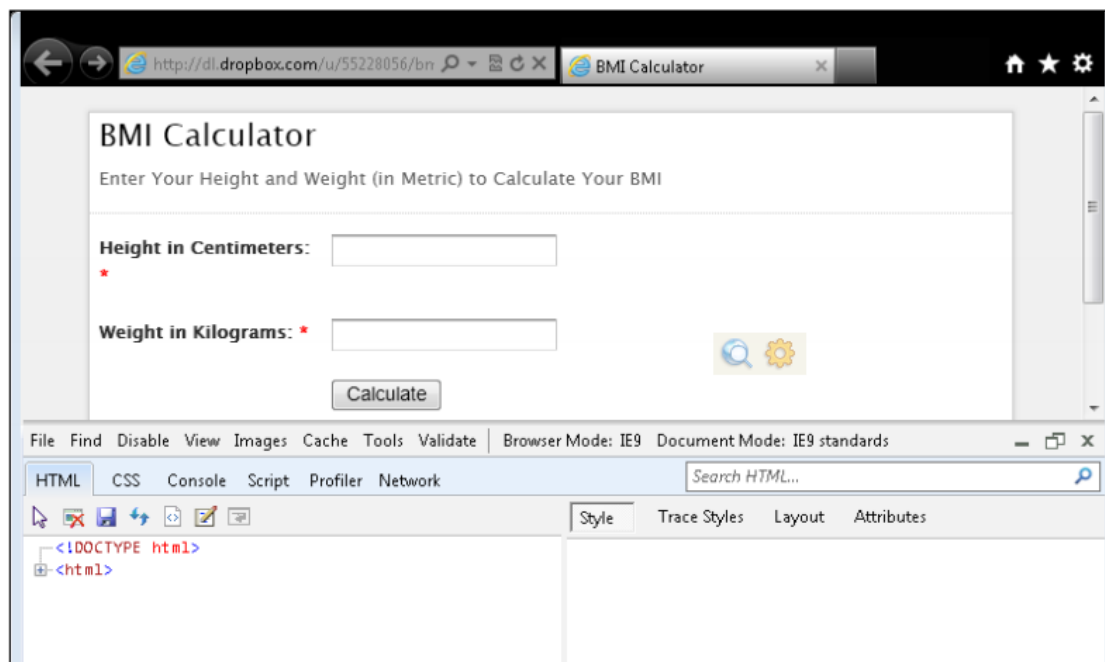 http://dl.dropbox.com/u/55228056/bn
BMI Calculator
BMI Calculator
Enter Your Height and Weight (in Metric) to Calculate Your BMI
Height in Centimeters:
*
Weight in Kilograms: *
Calculate
File Find Disable View Images Cache Tools Validate Browser Mode: IE9 Document Mode: IE9 standards
HTML CSS Console Script Profiler Network Search HTML...
Style Trace Styles Layout Attributes
<!DOCTYPE html>
<html>